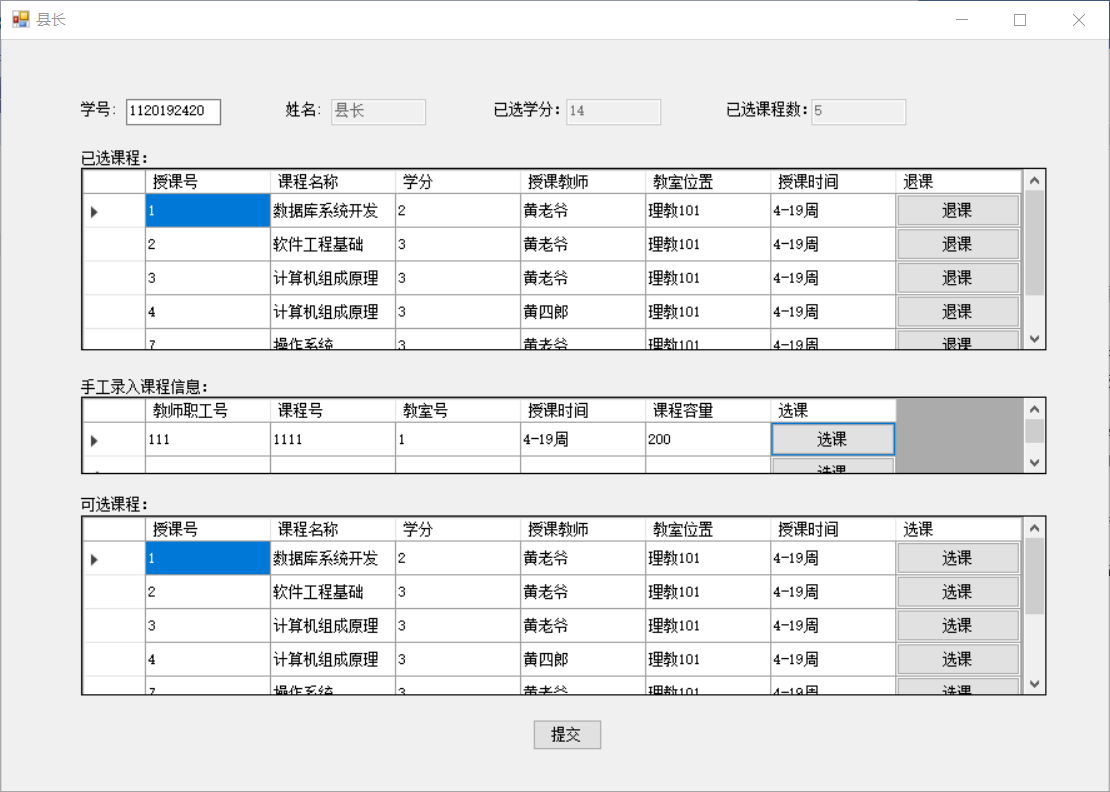 县长
学号: 1120192420 姓名: 县长 已选学分: 14 已选课程数: 5
已选课程:
授课号 课程名称 学分 授课教师 教室位置 授课时间 退课
1 数据库系统开发 2 黄老爷 理教101 4-19周 退课
2 软件工程基础 3 黄老爷 理教101 4-19周 退课
3 计算机组成原理 3 黄老爷 理教101 4-19周 退课
4 计算机组成原理 3 黄四郎 理教101 4-19周 退课
7 操作系统 3 黄老爷 理教101 4-19周 退课
手工录入课程信息:
教师职工号 课程号 教室号 授课时间 课程容量 选课
111 1111 1 4-19周 200 选课
选课
可选课程:
授课号 课程名称 学分 授课教师 教室位置 授课时间 选课
1 数据库系统开发 2 黄老爷 理教101 4-19周 选课
2 软件工程基础 3 黄老爷 理教101 4-19周 选课
3 计算机组成原理 3 黄老爷 理教101 4-19周 选课
4 计算机组成原理 3 黄四郎 理教101 4-19周 选课
7 操作系统 3 黄老爷 理教101 4-19周 选课
提交